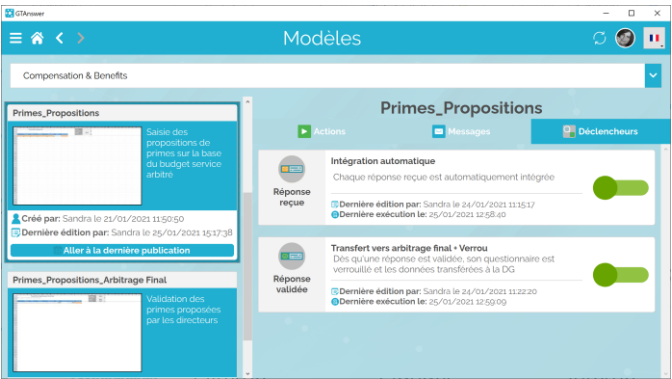 GTAnswer
Modèles
Compensation & Benefits
Primes_Propositions
Saisie des
propositions de
primes sur la base
du budget service
arbitré
Créé par: Sandra le 21/01/2021 11:50:50
Dernière édition par: Sandra le 25/01/2021 15:17:38
Aller à la dernière publication
Primes_Propositions_Arbitrage Final
Validation des
primes proposées
par les directeurs
Primes_Propositions
Actions
Messages
Déclencheurs
Réponse
reçue
Intégration automatique
Chaque réponse reçue est automatiquement intégrée
Dernière édition par: Sandra le 24/01/2021 11:15:17
Dernière exécution le: 25/01/2021 12:58:40
Réponse
validée
Transfert vers arbitrage final + Verrou
Dès qu'une réponse est validée, son questionnaire est
verrouillé et les données transférées à la DG
Dernière édition par: Sandra le 24/01/2021 11:22:20
Dernière exécution le: 25/01/2021 12:59:09